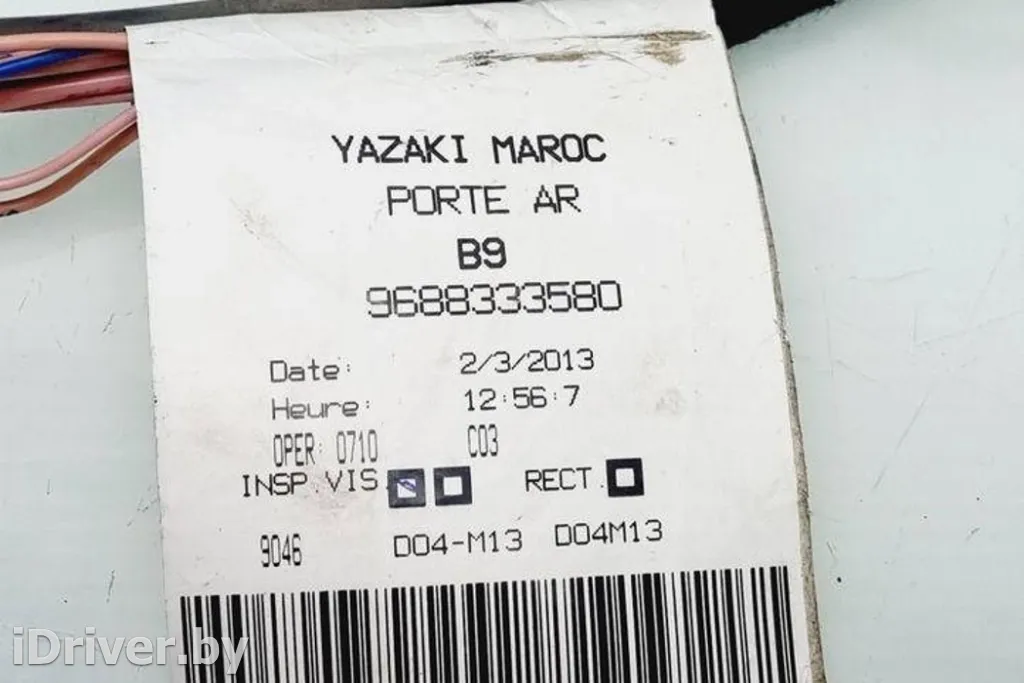 YAZAKI MAROC
PORTE AR
B9
9688333580
Date: 2/3/2013
Heure: 12:56:7
OPER: 0710 C03
INSP.VIS. RECT.
9046 D04-M13 D04M13
iDriver.by